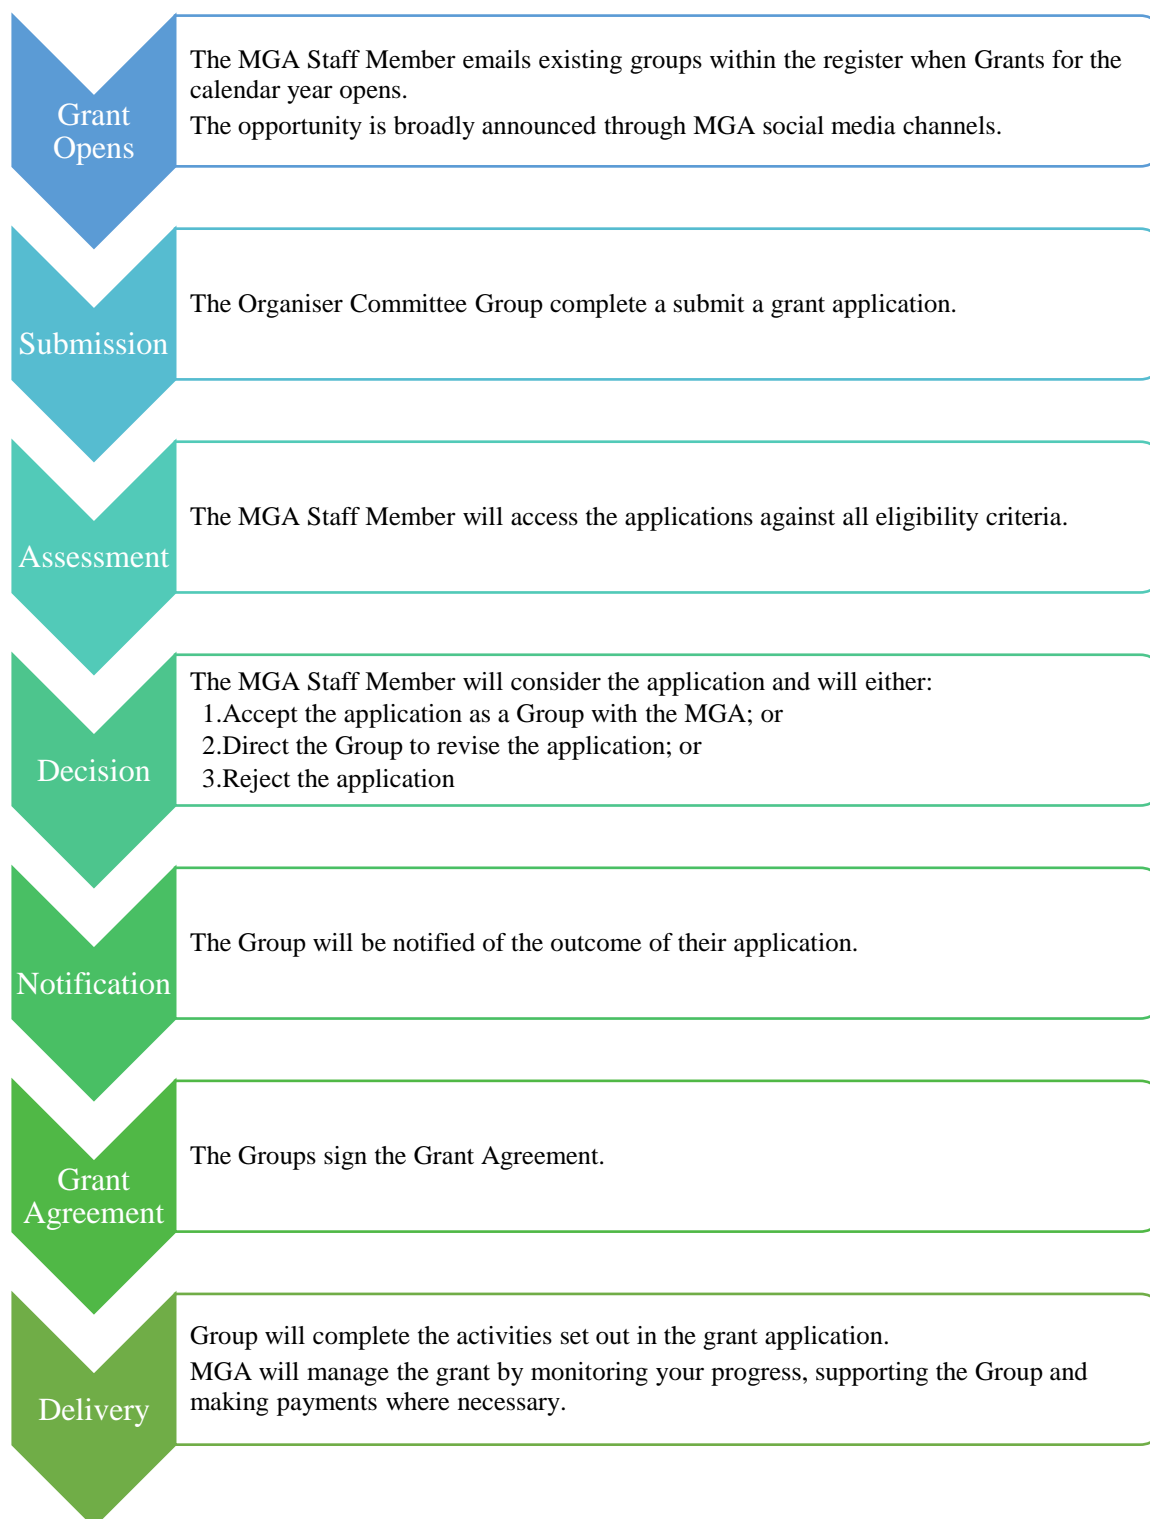 Grant
Opens
The MGA Staff Member emails existing groups within the register when Grants for the
calendar year opens.
The opportunity is broadly announced through MGA social media channels.
Submission
The Organiser Committee Group complete a submit a grant application.
Assessment
The MGA Staff Member will access the applications against all eligibility criteria.
Decision
The MGA Staff Member will consider the application and will either:
1.Accept the application as a Group with the MGA; or
2.Direct the Group to revise the application; or
3.Reject the application
Notification
The Group will be notified of the outcome of their application.
Grant
Agreement
The Groups sign the Grant Agreement.
Delivery
Group will complete the activities set out in the grant application.
MGA will manage the grant by monitoring your progress, supporting the Group and
making payments where necessary.